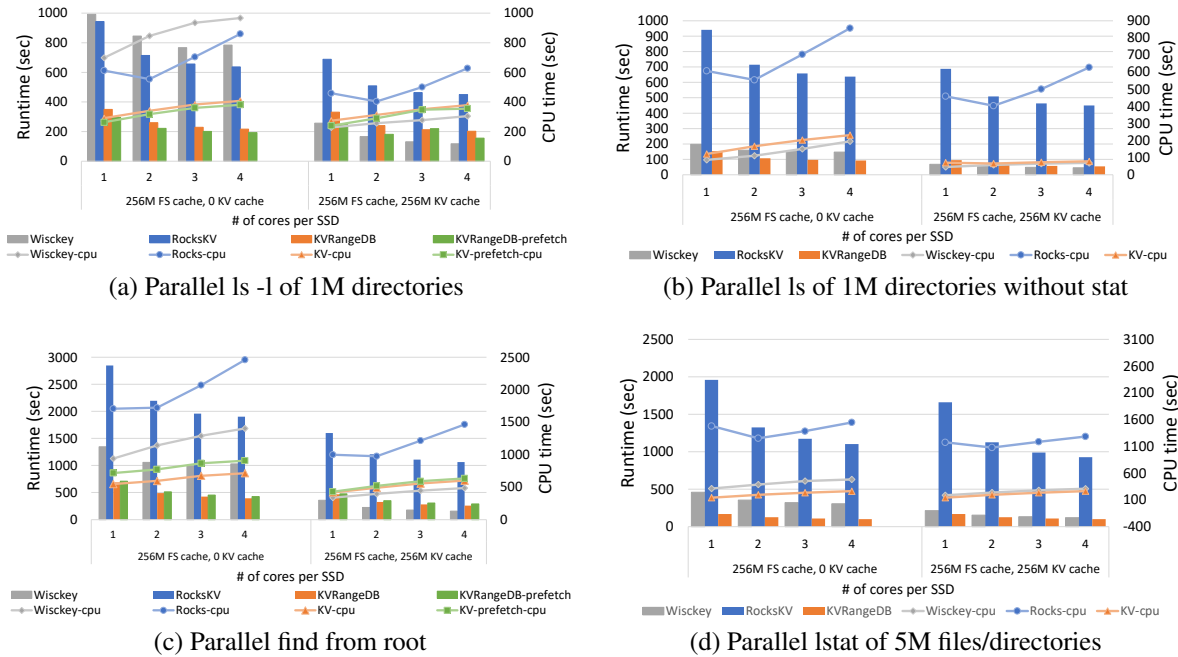 1000 1000
800 800
600 600
400 400
200 200
0 0
Runtime (sec)
CPU time (sec)
1 2 3 4 1 2 3 4
256M FS cache, 0 KV cache 256M FS cache, 256M KV cache
# of cores per SSD
Wisckey RocksKV KVRangeDB KVRangeDB-prefetch
Wisckey-cpu Rocks-cpu KV-cpu KV-prefetch-cpu
(a) Parallel ls -l of 1M directories
1000 900
900 800
800 700
700 600
600 500
500 400
400 300
300 200
200 100
100 0
0
Runtime (sec)
CPU time (sec)
1 2 3 4 1 2 3 4
256M FS cache, 0 KV cache 256M FS cache, 256M KV cache
# of cores per SSD
Wisckey RocksKV KVRangeDB Wisckey-cpu Rocks-cpu KV-cpu
(b) Parallel ls of 1M directories without stat
3000 2500
2500 2000
2000 1500
1500 1000
1000 500
500 0
0
Runtime (sec)
CPU time (sec)
1 2 3 4 1 2 3 4
256M FS cache, 0 KV cache 256M FS cache, 256M KV cache
# of cores per SSD
Wisckey RocksKV KVRangeDB KVRangeDB-prefetch
Wisckey-cpu Rocks-cpu KV-cpu KV-prefetch-cpu
(c) Parallel find from root
2500 3100
2000 2600
1500 2100
1000 1600
500 1100
0 600
100
-400
Runtime (sec)
CPU time (sec)
1 2 3 4 1 2 3 4
256M FS cache, 0 KV cache 256M FS cache, 256M KV cache
# of cores per SSD
Wisckey RocksKV KVRangeDB Wisckey-cpu Rocks-cpu KV-cpu
(d) Parallel lstat of 5M files/directories